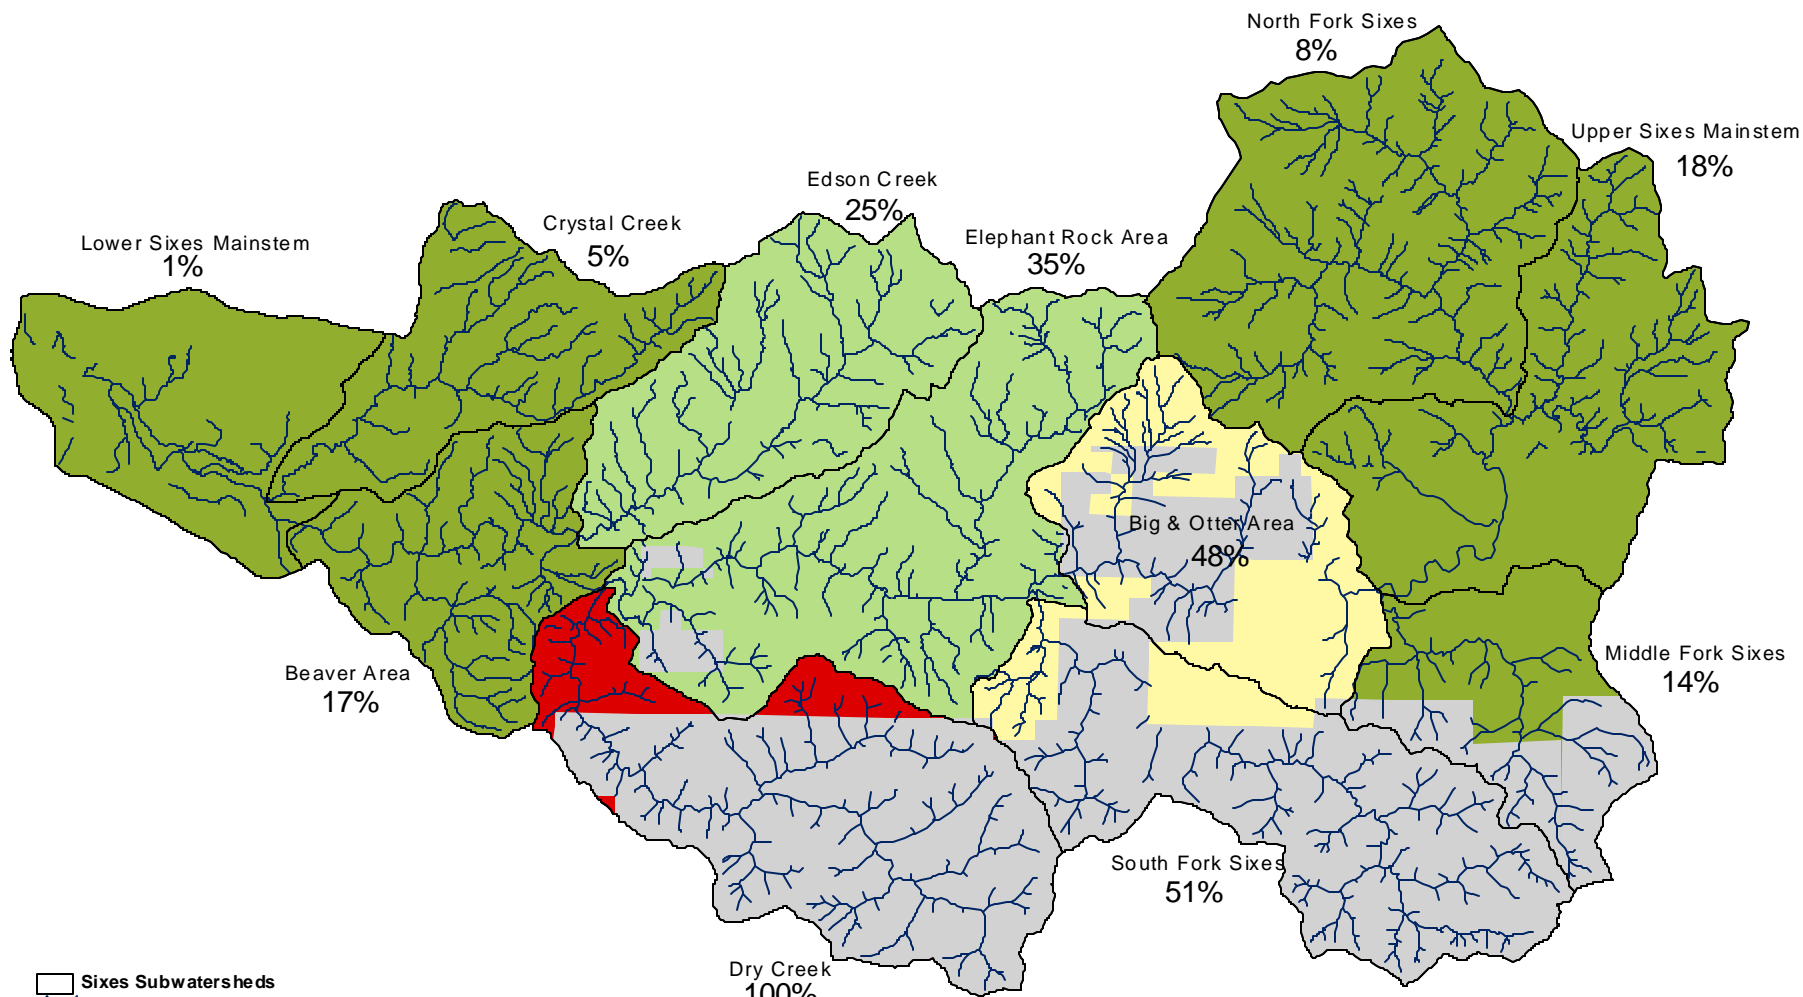 North Fork Sixes
8%
Upper Sixes Mainstem
18%
Edson Creek
25%
Crystal Creek
5%
Elephant Rock Area
35%
Lower Sixes Mainstem
1%
Big & Otter Area
48%
Beaver Area
17%
Middle Fork Sixes
14%
South Fork Sixes
51%
Dry Creek
100%
Sixes Subwatersheds